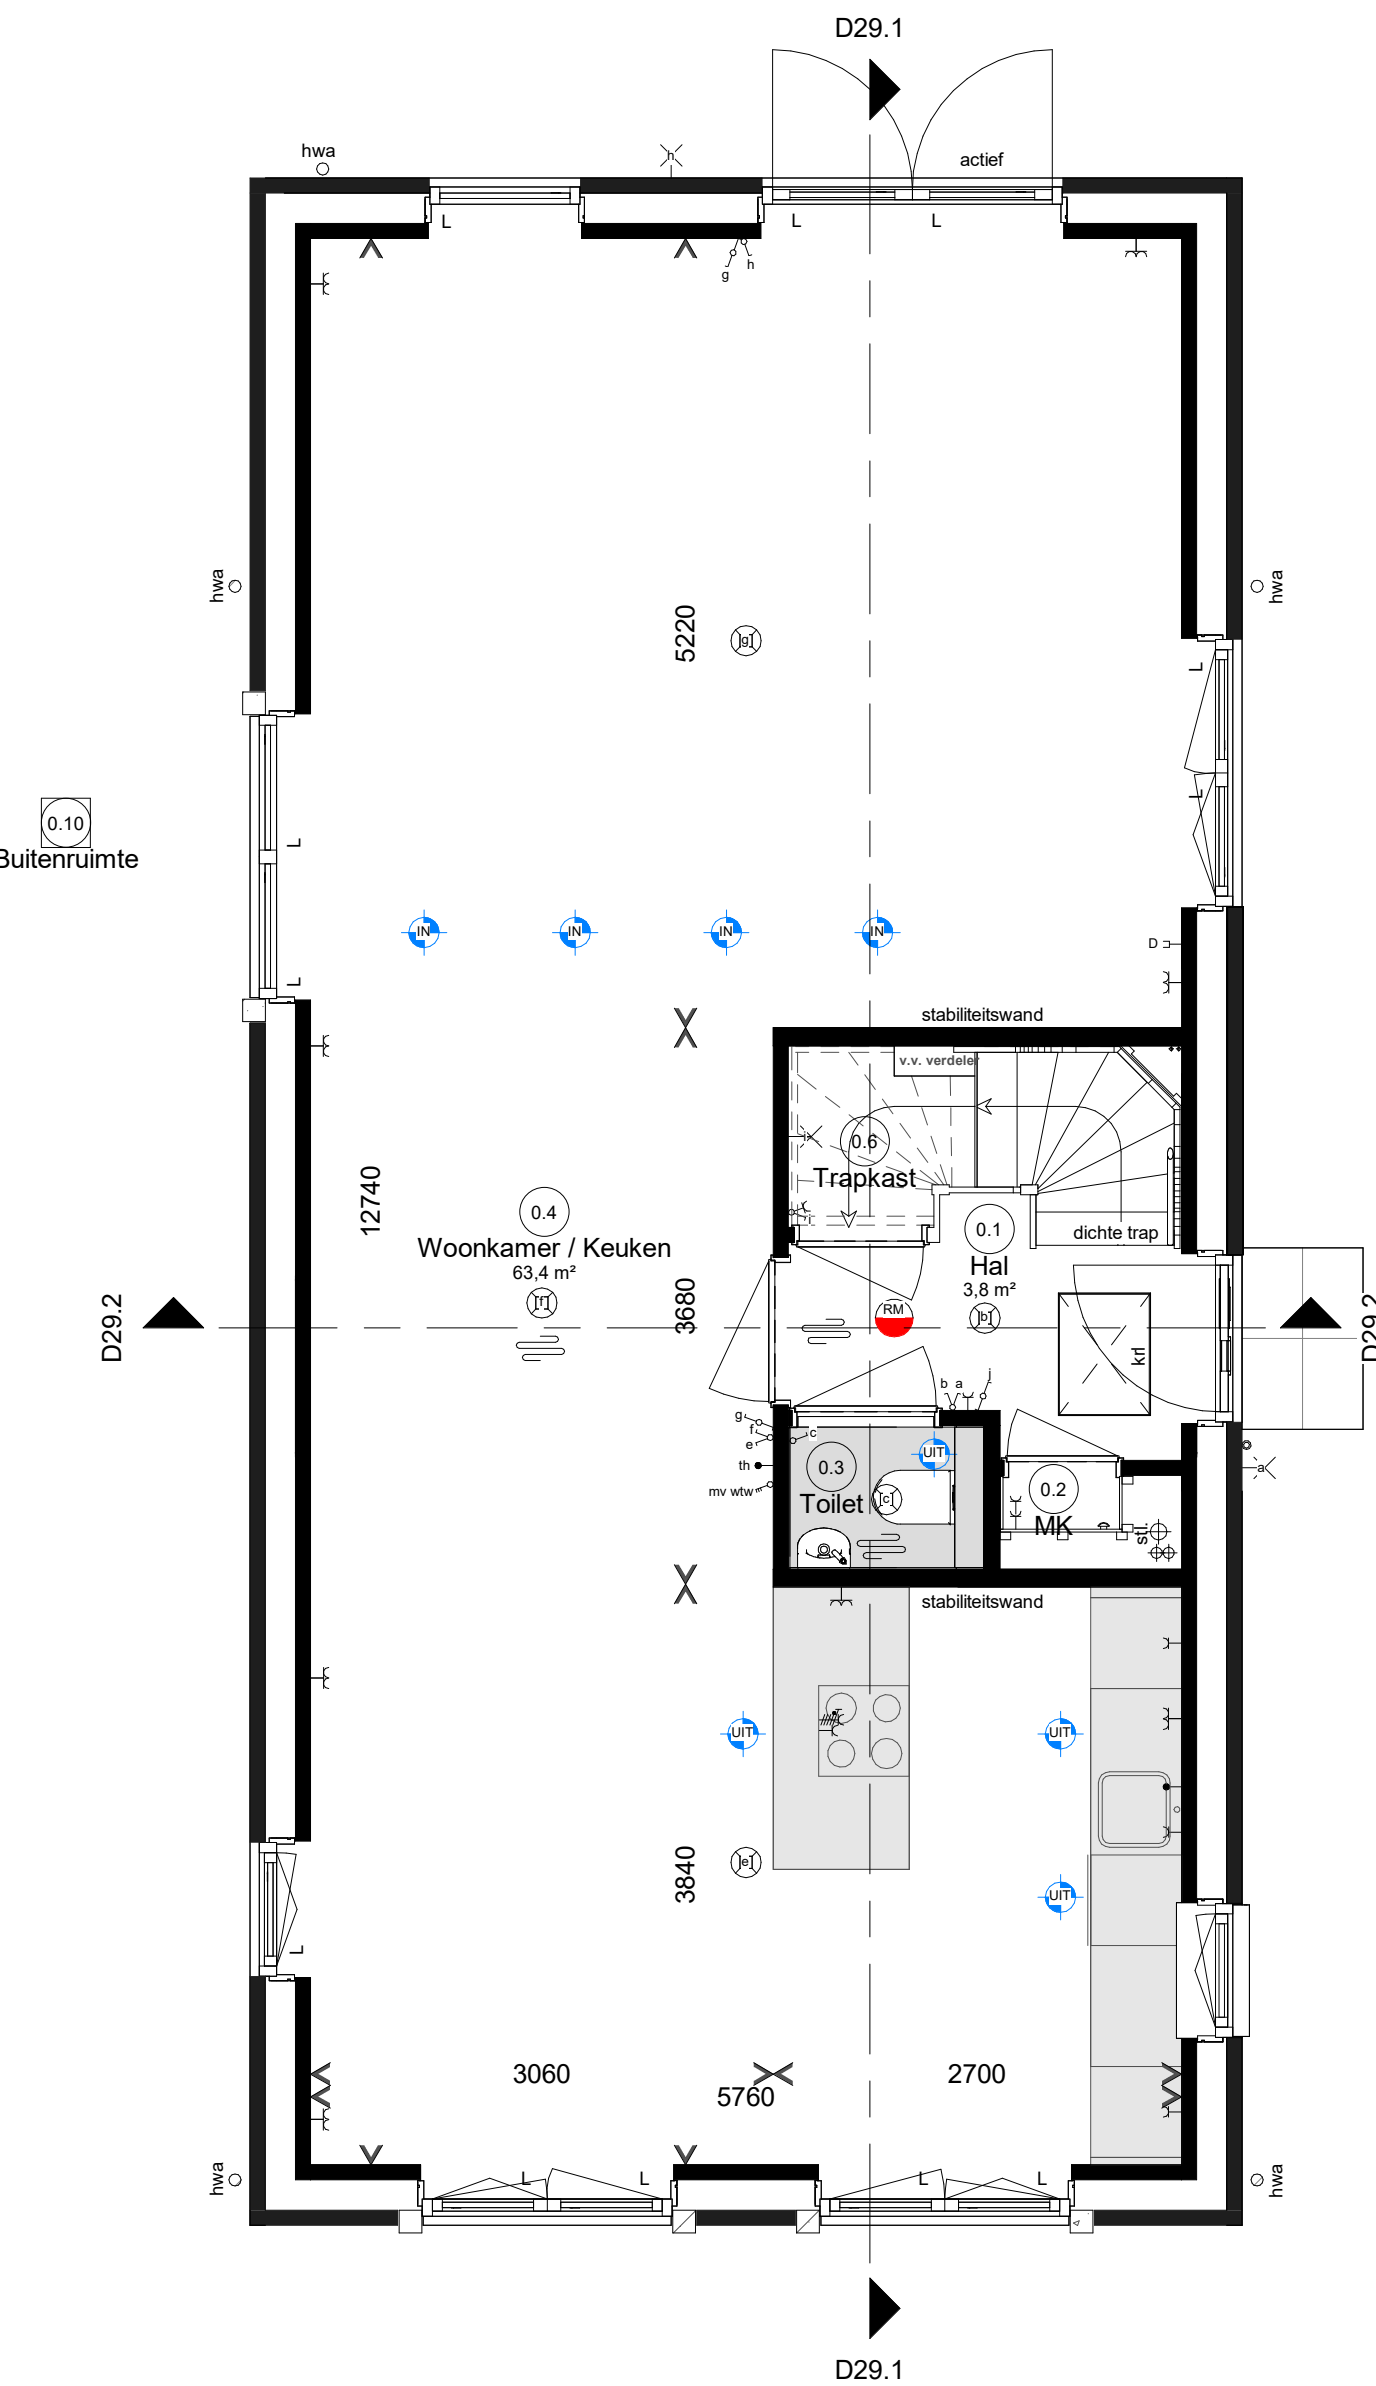 D29.1
hwa
h
actief
L
L
L
g
h
hwa
hwa
5220
g
L
L
0.10
Buitenruimte
L
IN
IN
IN
IN
D
L
stabiliteitswand
v.v. verdeler
0.6
Trapkast
i
i
12740
0.4
Woonkamer / Keuken
63,4 m²
f
0.1
Hal
3,8 m²
b
dichte trap
D29.2
3680
RM
krl
D29.2
b a
j
g
f
e
c
th
mv wtw
0.3
Toilet
c
UIT
0.2
MK
stl.
a
stabiliteitswand
UIT
UIT
3840
e
UIT
L
3060
2700
5760
hwa
L
L
L
L
hwa
D29.1